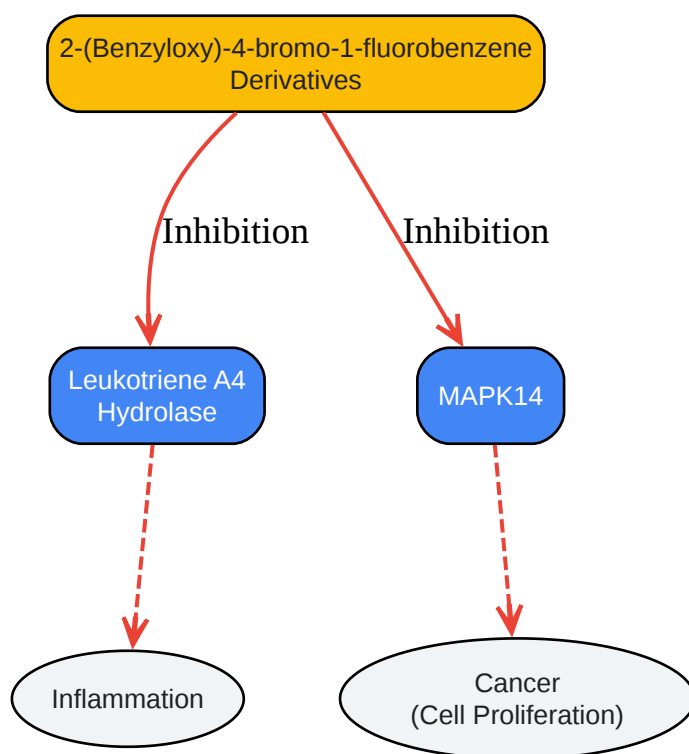 2-(Benzyloxy)-4-bromo-1-fluorobenzene
Derivatives
Inhibition
Inhibition
Leukotriene A4
Hydrolase
MAPK14
Inflammation
Cancer
(Cell Proliferation)